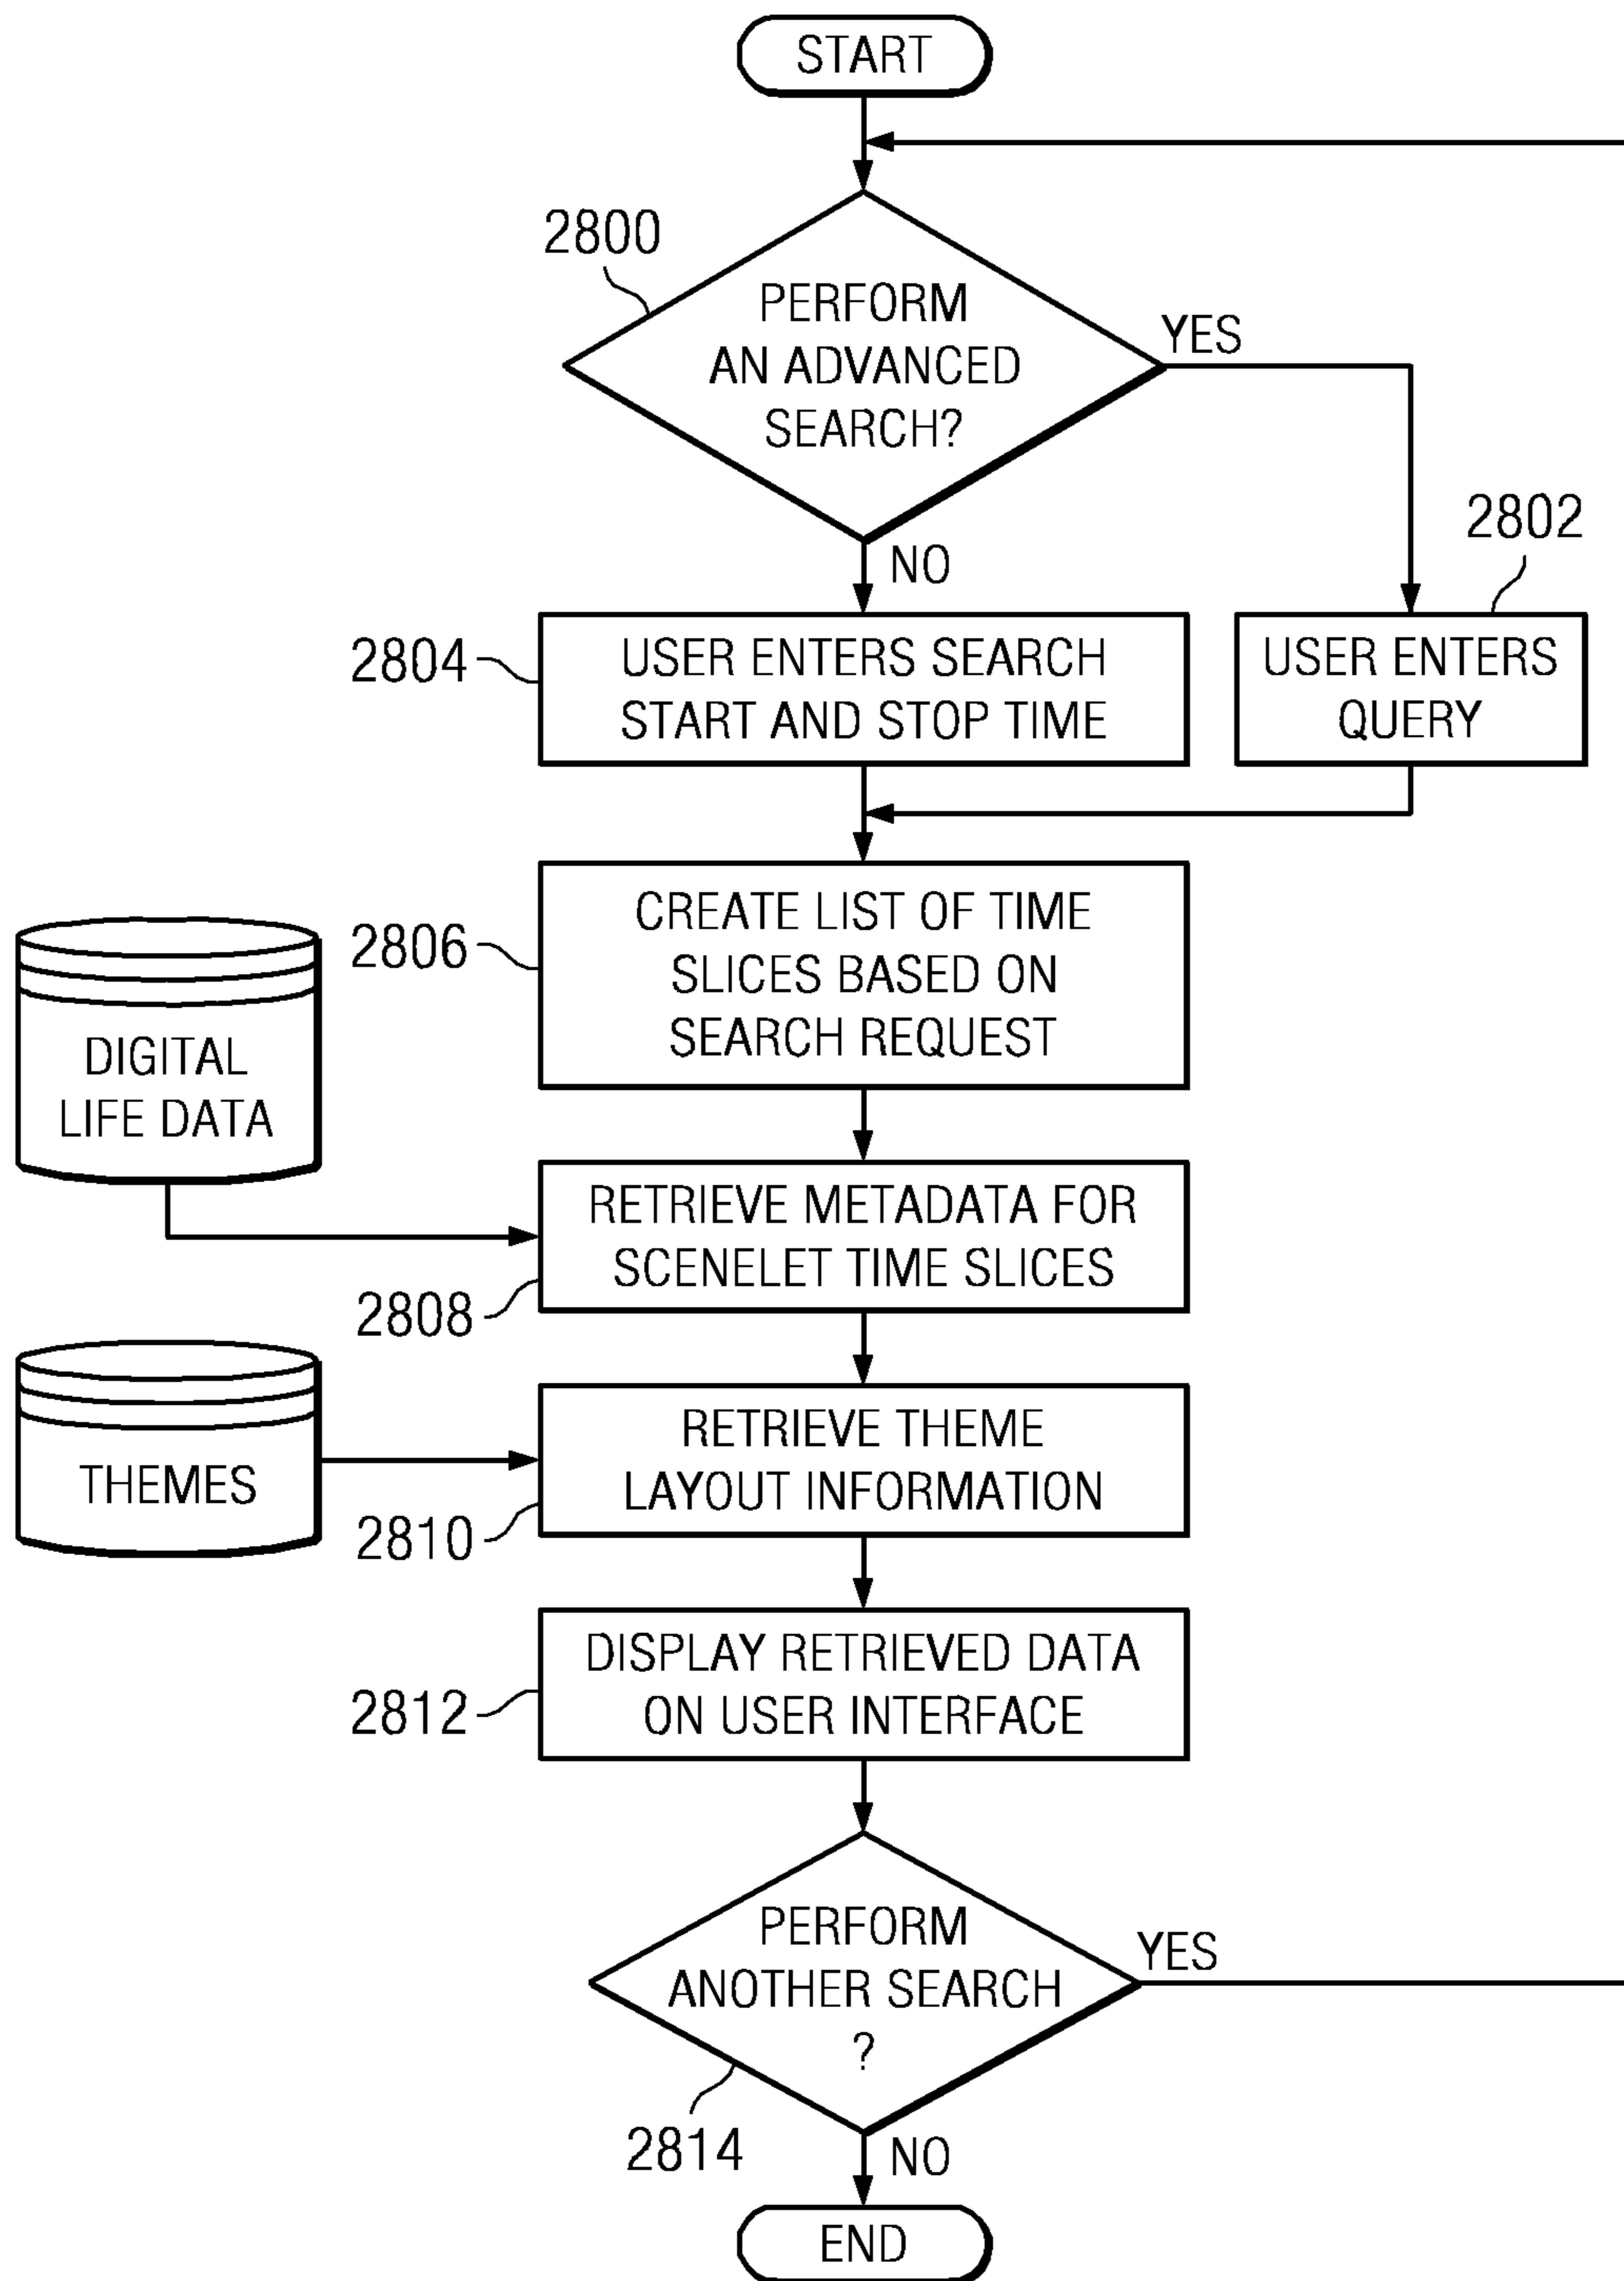 START
2800
PERFORM
AN ADVANCED
SEARCH?
YES
NO
2802
2804
USER ENTERS SEARCH
START AND STOP TIME
USER ENTERS
QUERY
2806
CREATE LIST OF TIME
SLICES BASED ON
SEARCH REQUEST
DIGITAL
LIFE DATA
RETRIEVE METADATA FOR
SCENELET TIME SLICES
2808
THEMES
RETRIEVE THEME
LAYOUT INFORMATION
2810
DISPLAY RETRIEVED DATA
ON USER INTERFACE
2812
PERFORM
ANOTHER SEARCH
?
YES
2814
NO
END